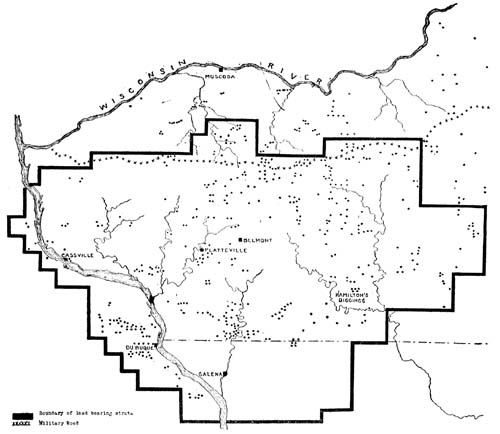 WISCONSIN RIVER
MUSCODA
BELMONT
PLATTEVILLE
CASSVILLE
HAMILTON'S
DIGGINGS
DUBUQUE
GALENA
Boundary of lead bearing strata
Military Road